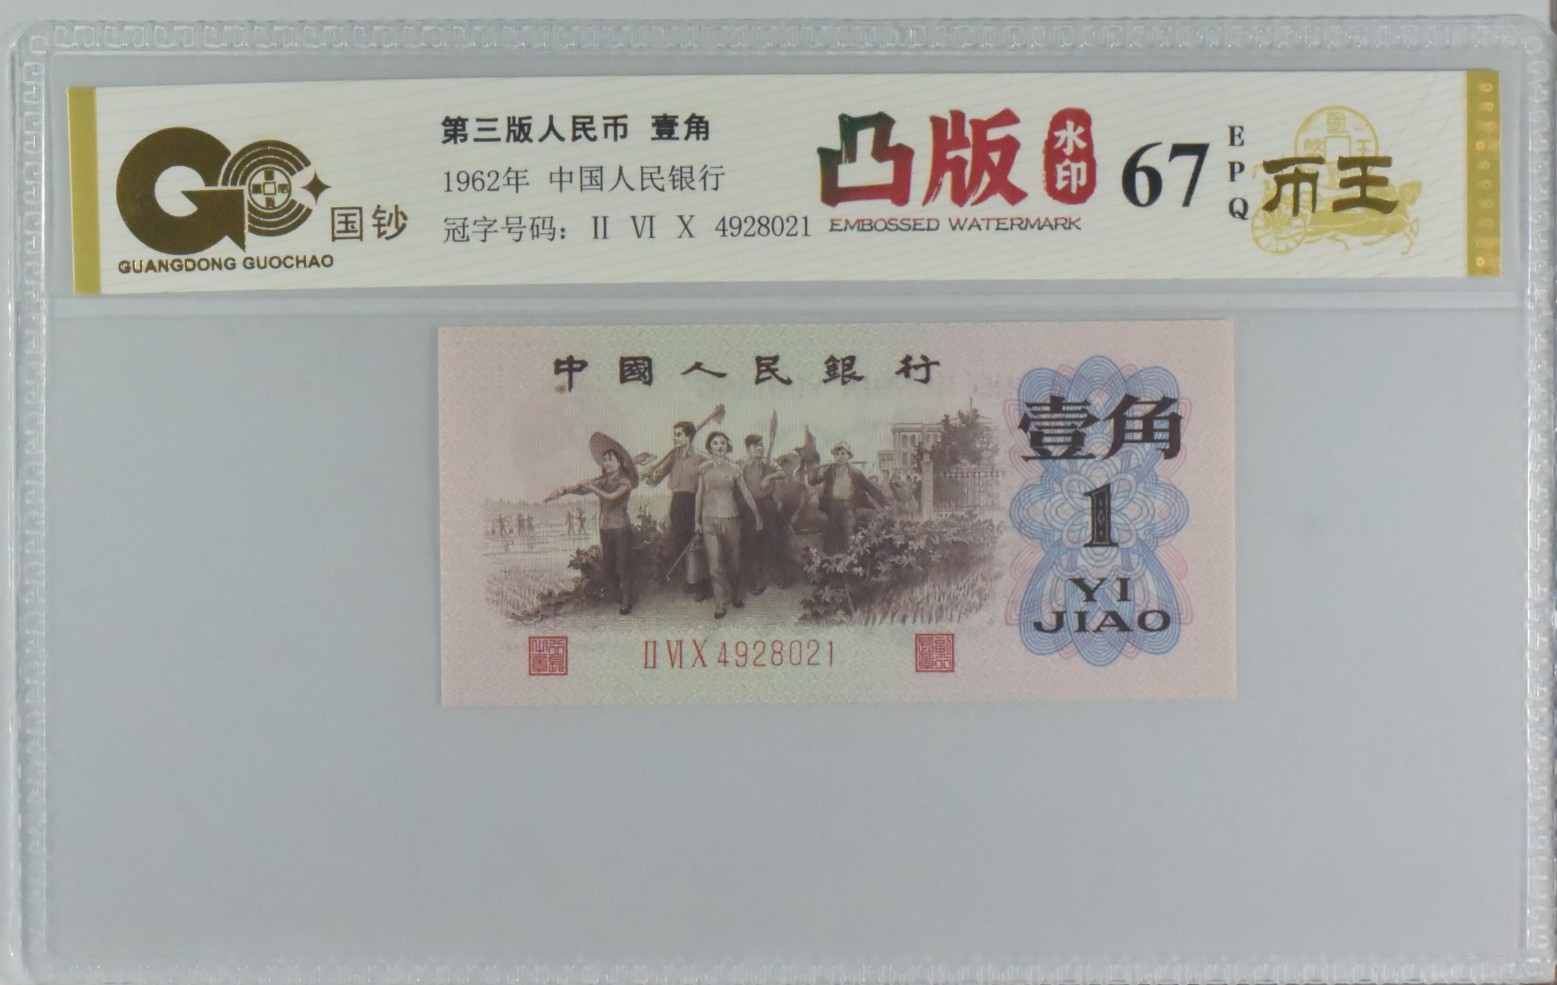 第三版人民币 壹角
1962年 中国人民银行
冠字号码: II VI X 4928021
国钞
GUANGDONG GUOCHAO
凸版 水印
EMBOSSED WATERMARK
67
EPQ
币王
中國人民銀行
壹角
1
YI
JIAO
II VI X 4928021